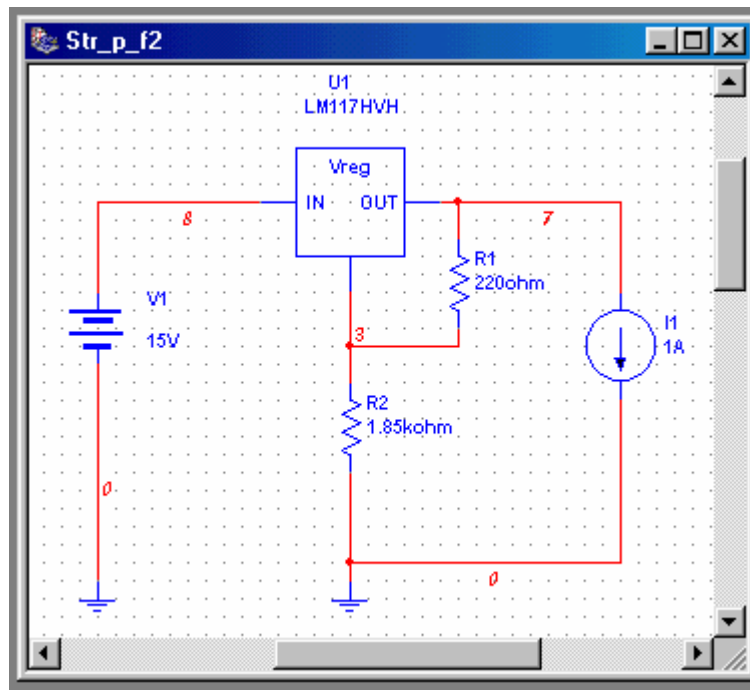 Str_p_f2
U1
LM117HVH
Vreg
IN OUT
8
7
R1
220ohm
V1
15V
I1
1A
3
R2
1.85kohm
0
0